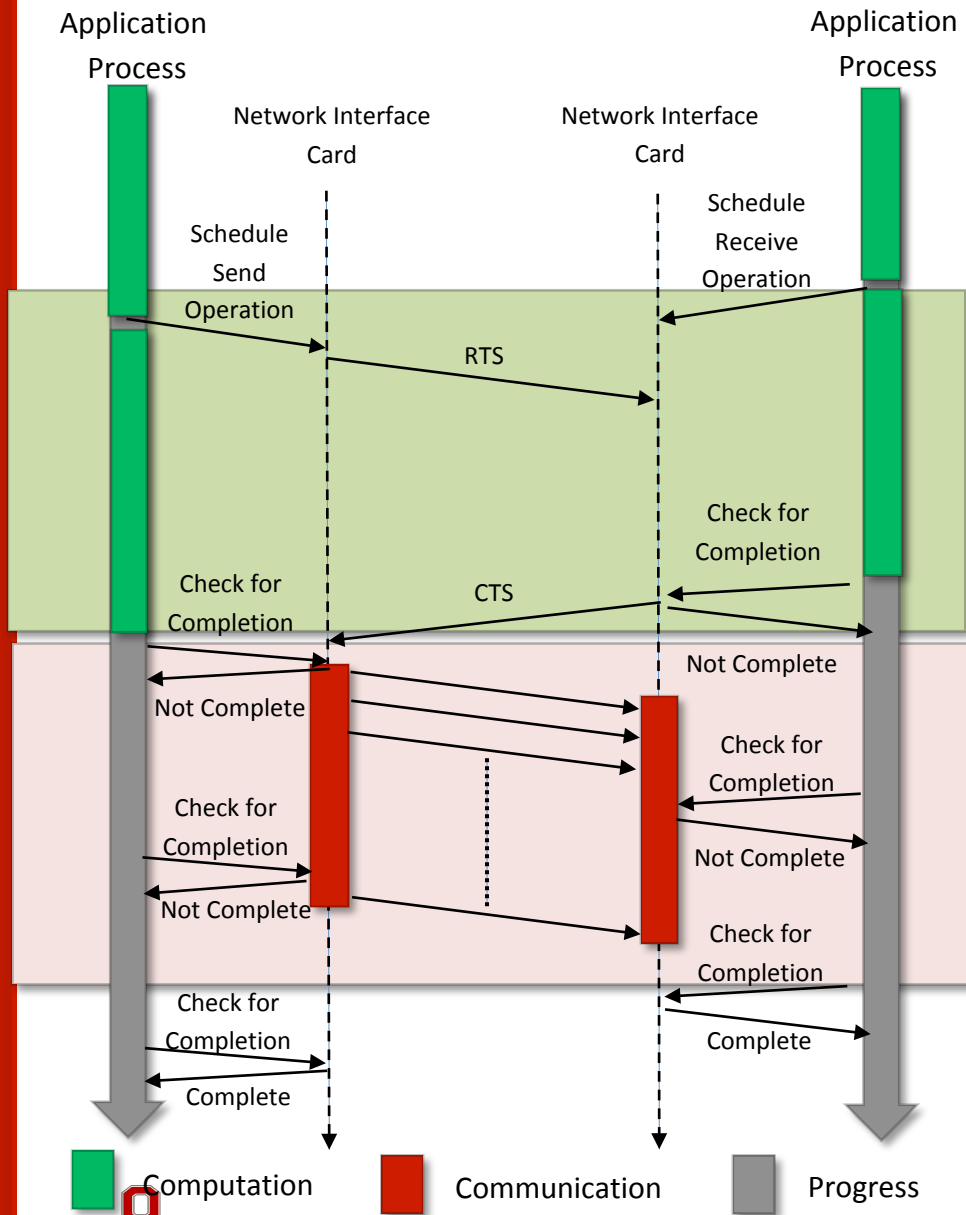 Application
Process
Application
Process
Network Interface
Card
Network Interface
Card
Schedule
Send
Operation
Schedule
Receive
Operation
RTS
Check for
Completion
Check for
Completion
CTS
Not Complete
Not Complete
Check for
Completion
Check for
Completion
Not Complete
Not Complete
Check for
Completion
Check for
Completion
Complete
Complete
Computation
Communication
Progress